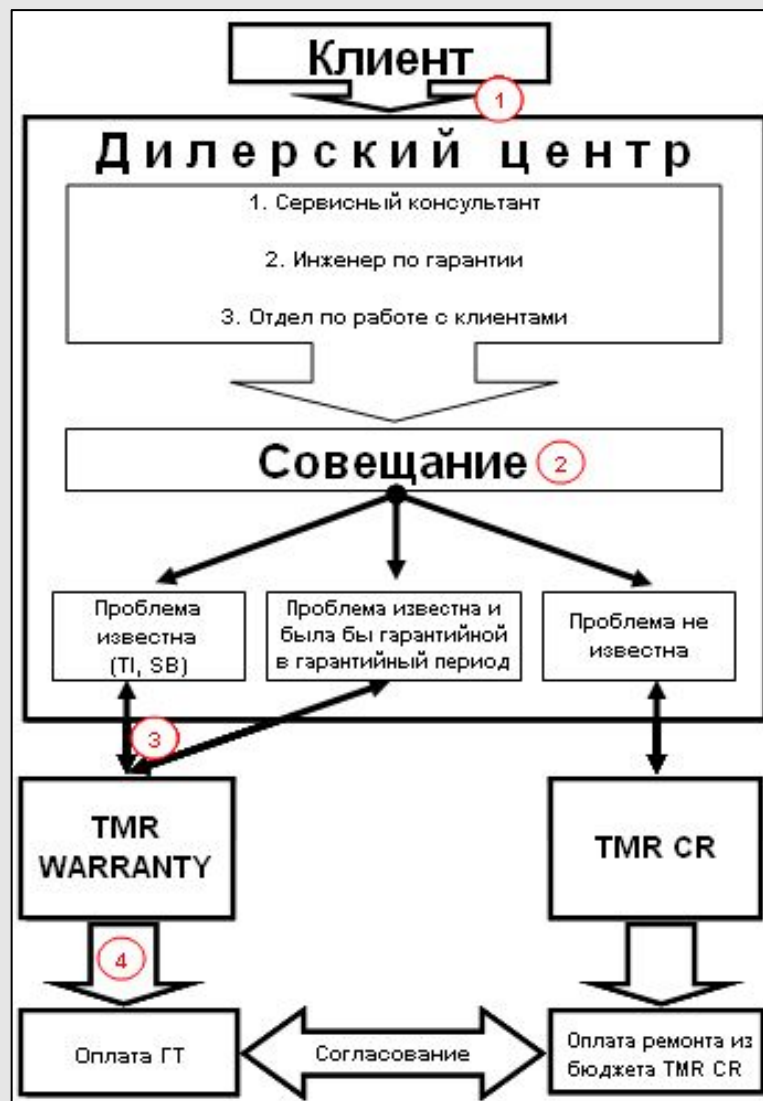 Клиент
1
Дилерский центр
1. Сервисный консультант
2. Инженер по гарантии
3. Отдел по работе с клиентами
Совещание
2
Проблема
известна
(TI, SB)
Проблема известна и
была бы гарантийной
в гарантийный период
Проблема не
известна
3
TMR
WARRANTY
TMR CR
4
Оплата ГТ
Согласование
Оплата ремонта из
бюджета TMR CR